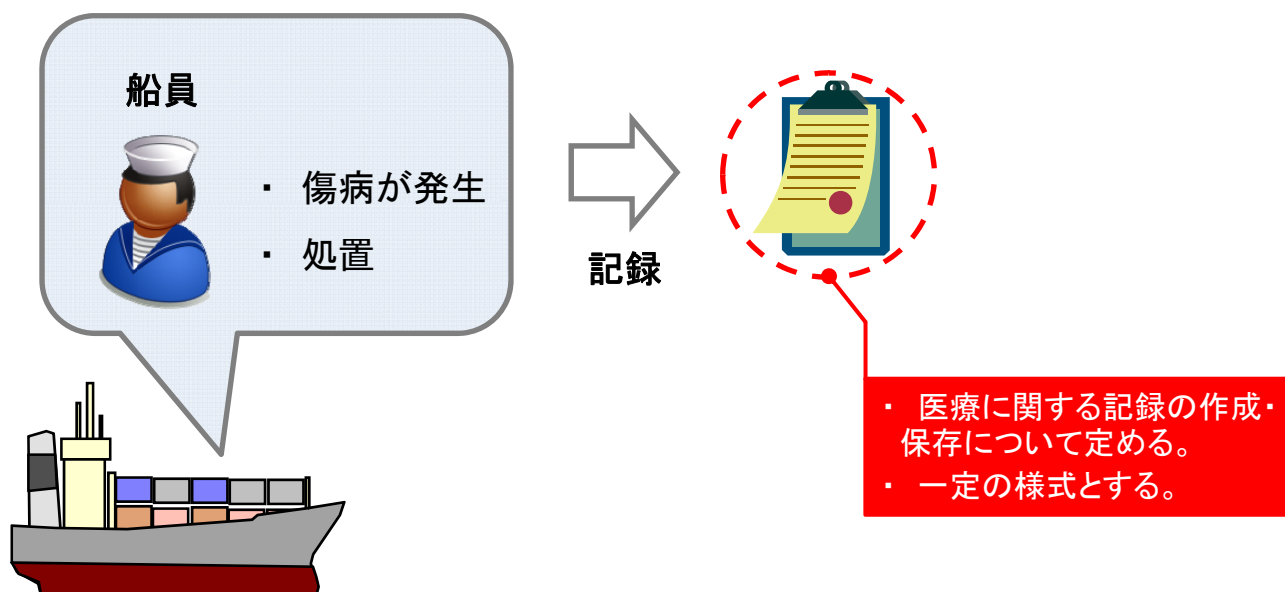 船員
・ 傷病が発生
・ 処置
記録
・ 医療に関する記録の作成・
保存について定める。
・ 一定の様式とする。